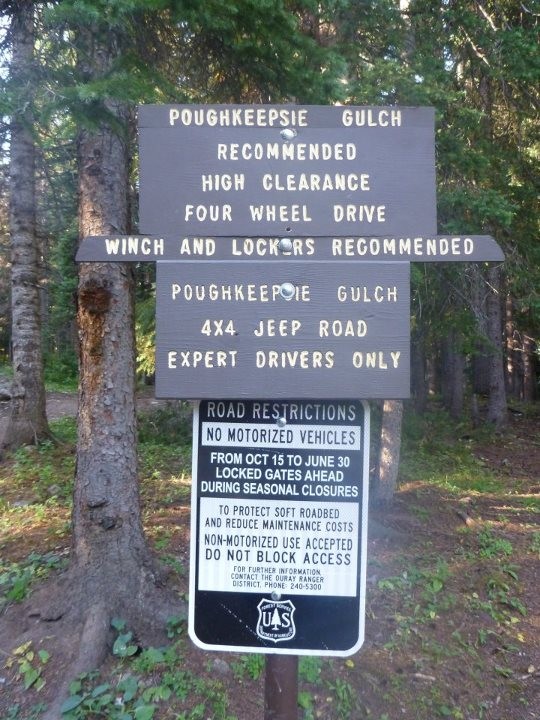 POUGHKEEPSIE GULCH
RECOMMENDED
HIGH CLEARANCE
FOUR WHEEL DRIVE
WINCH AND LOCKERS RECOMMENDED
POUGHKEEPSIE GULCH
4X4 JEEP ROAD
EXPERT DRIVERS ONLY
ROAD RESTRICTIONS
NO MOTORIZED VEHICLES
FROM OCT 15 TO JUNE 30
LOCKED GATES AHEAD
DURING SEASONAL CLOSURES
TO PROTECT SOFT ROADBED
AND REDUCE MAINTENANCE COSTS
NON-MOTORIZED USE ACCEPTED
DO NOT BLOCK ACCESS
FOR FURTHER INFORMATION
CONTACT THE OURAY RANGER
DISTRICT, PHONE: 240-5300
FOREST SERVICE
U S
DEPARTMENT OF AGRICULTURE